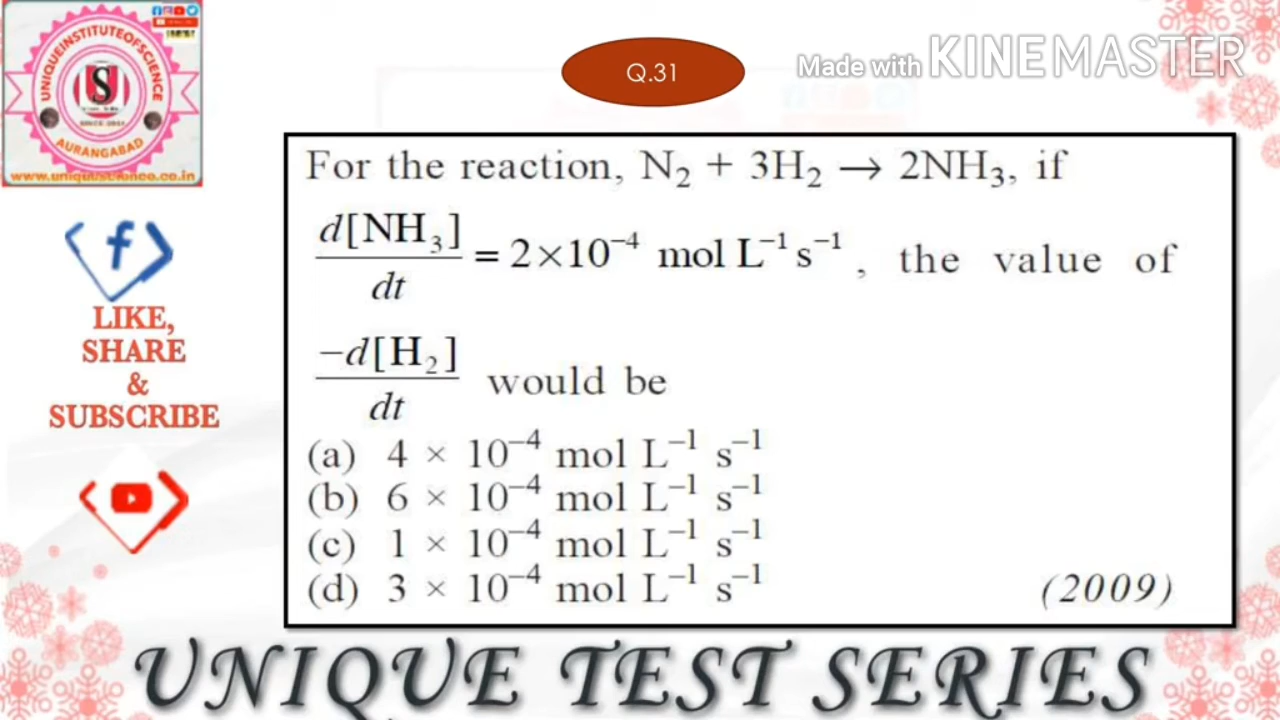 UNIQUEINSTITUTEOFSCIENCE
S
SINCE.2001
AURANGABAD
Q.31
Made with KINEMASTER
For the reaction, N₂ + 3H₂ → 2NH₃, if
d[NH₃]/dt = 2×10⁻⁴ mol L⁻¹ s⁻¹, the value of
−d[H₂]/dt would be
(a) 4 × 10⁻⁴ mol L⁻¹ s⁻¹
(b) 6 × 10⁻⁴ mol L⁻¹ s⁻¹
(c) 1 × 10⁻⁴ mol L⁻¹ s⁻¹
(d) 3 × 10⁻⁴ mol L⁻¹ s⁻¹
(2009)
LIKE,
SHARE
&
SUBSCRIBE
UNIQUE TEST SERIES